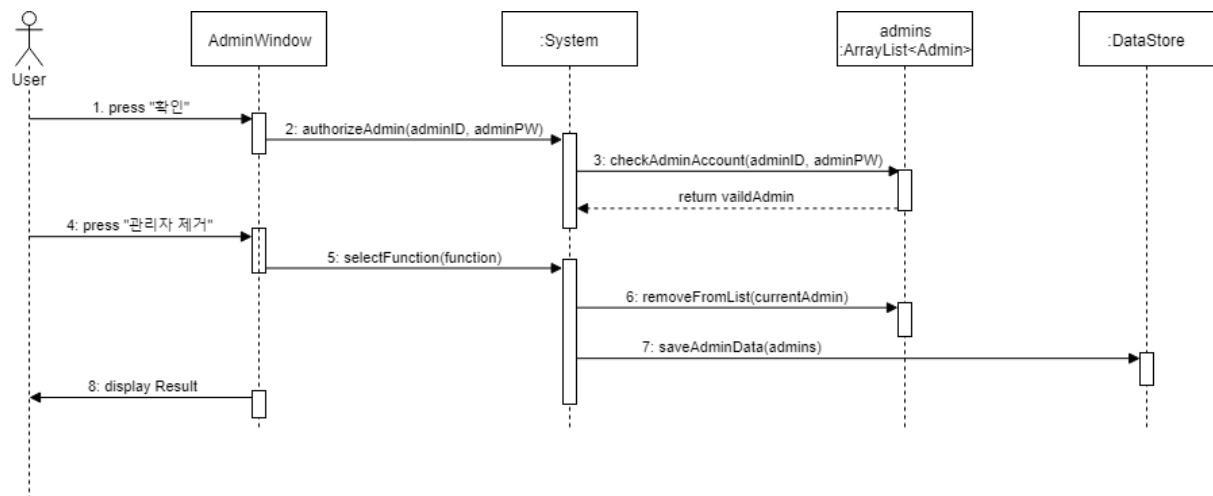 User
AdminWindow
:System
admins
:ArrayList<Admin>
:DataStore
1. press "확인"
2: authorizeAdmin(adminID, adminPW)
3: checkAdminAccount(adminID, adminPW)
return vaildAdmin
4: press "관리자 제거"
5: selectFunction(function)
6: removeFromList(currentAdmin)
7: saveAdminData(admins)
8: display Result